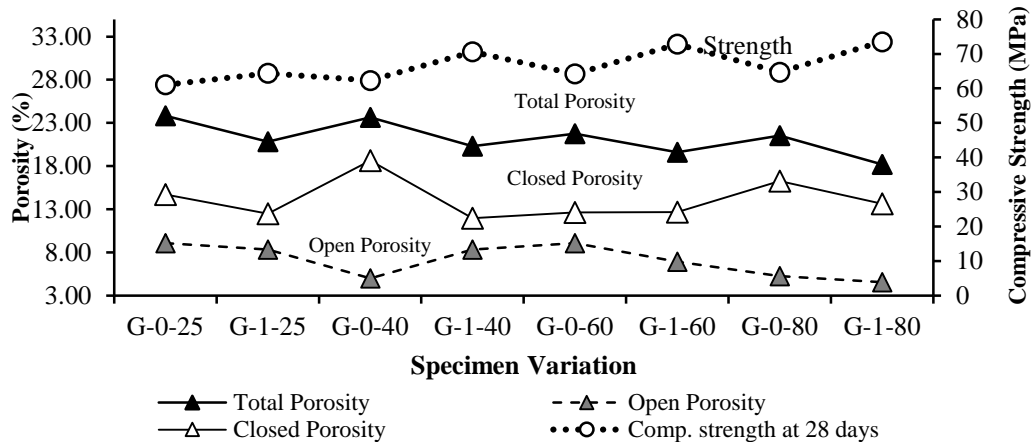 Porosity (%)
33.00
28.00
23.00
18.00
13.00
8.00
3.00
Strength
Total Porosity
Closed Porosity
Open Porosity
80
70
60
50
40
30
20
10
0
Compressive Strength (MPa)
G-0-25 G-1-25 G-0-40 G-1-40 G-0-60 G-1-60 G-0-80 G-1-80
Specimen Variation
Total Porosity Open Porosity
Closed Porosity Comp. strength at 28 days